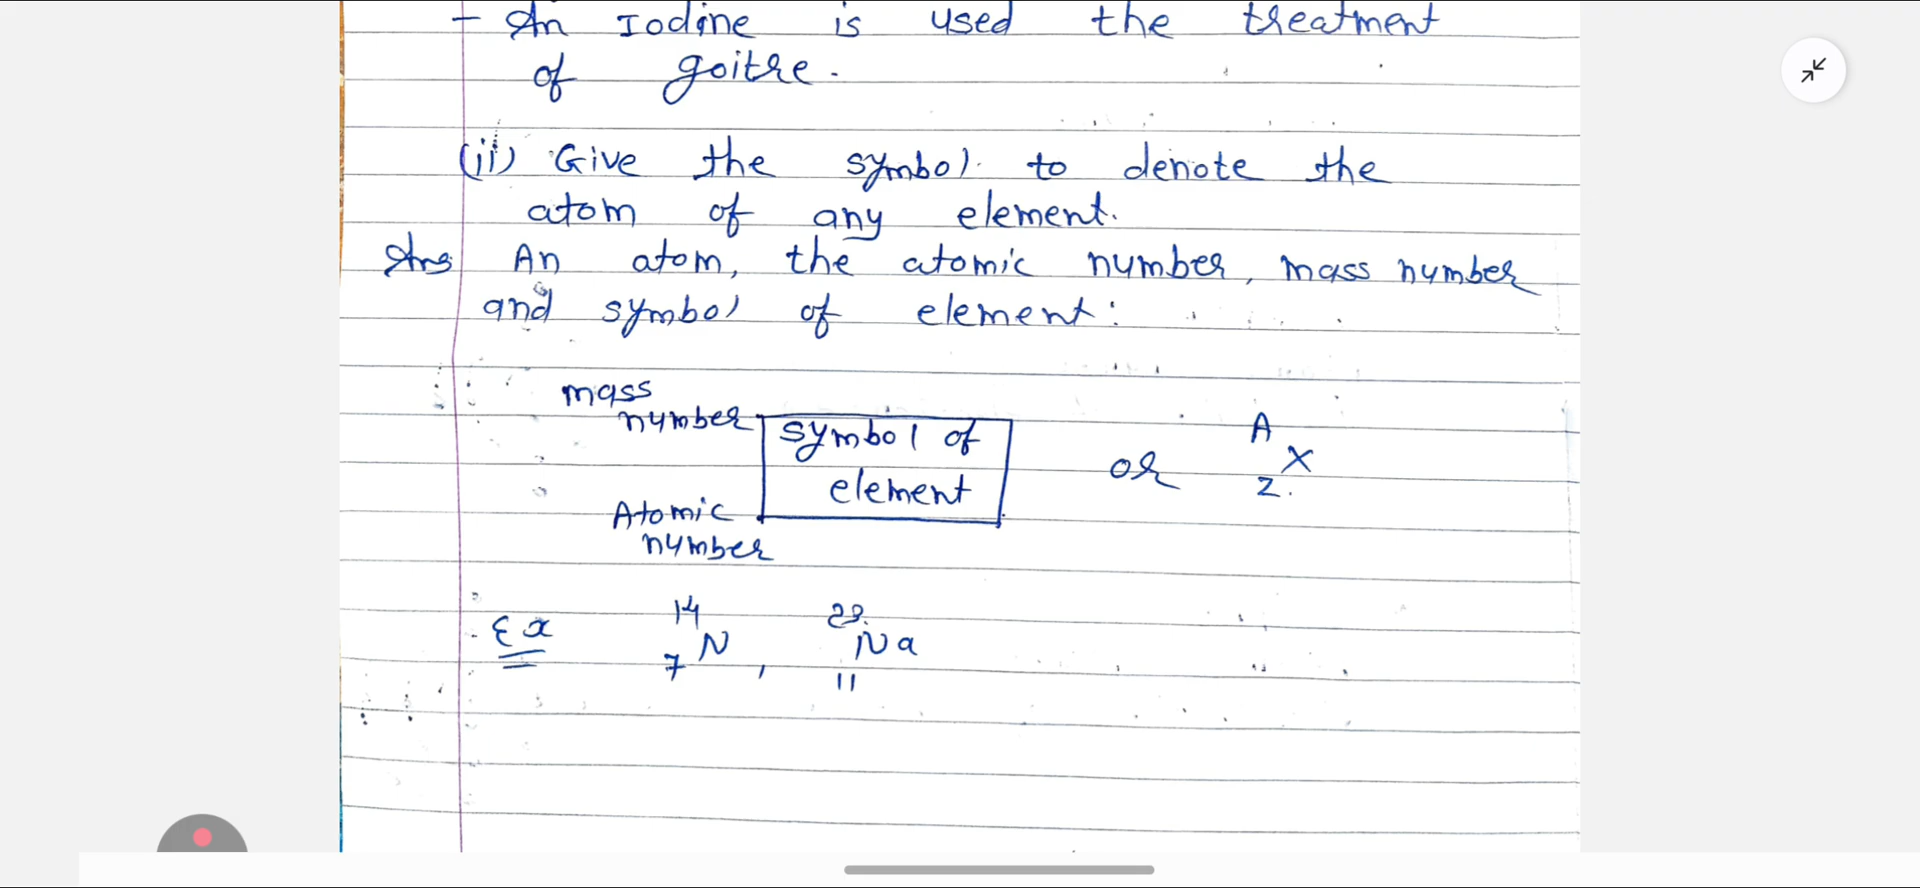 - An Iodine is used the treatment
of goitre.
(ii) Give the symbol to denote the
atom of any element.
Ans An atom, the atomic number, mass number
and symbol of element:
mass
number
symbol of
element
Atomic
number
or
A
X
Z
Ex 14 N 7, 23 Na 11